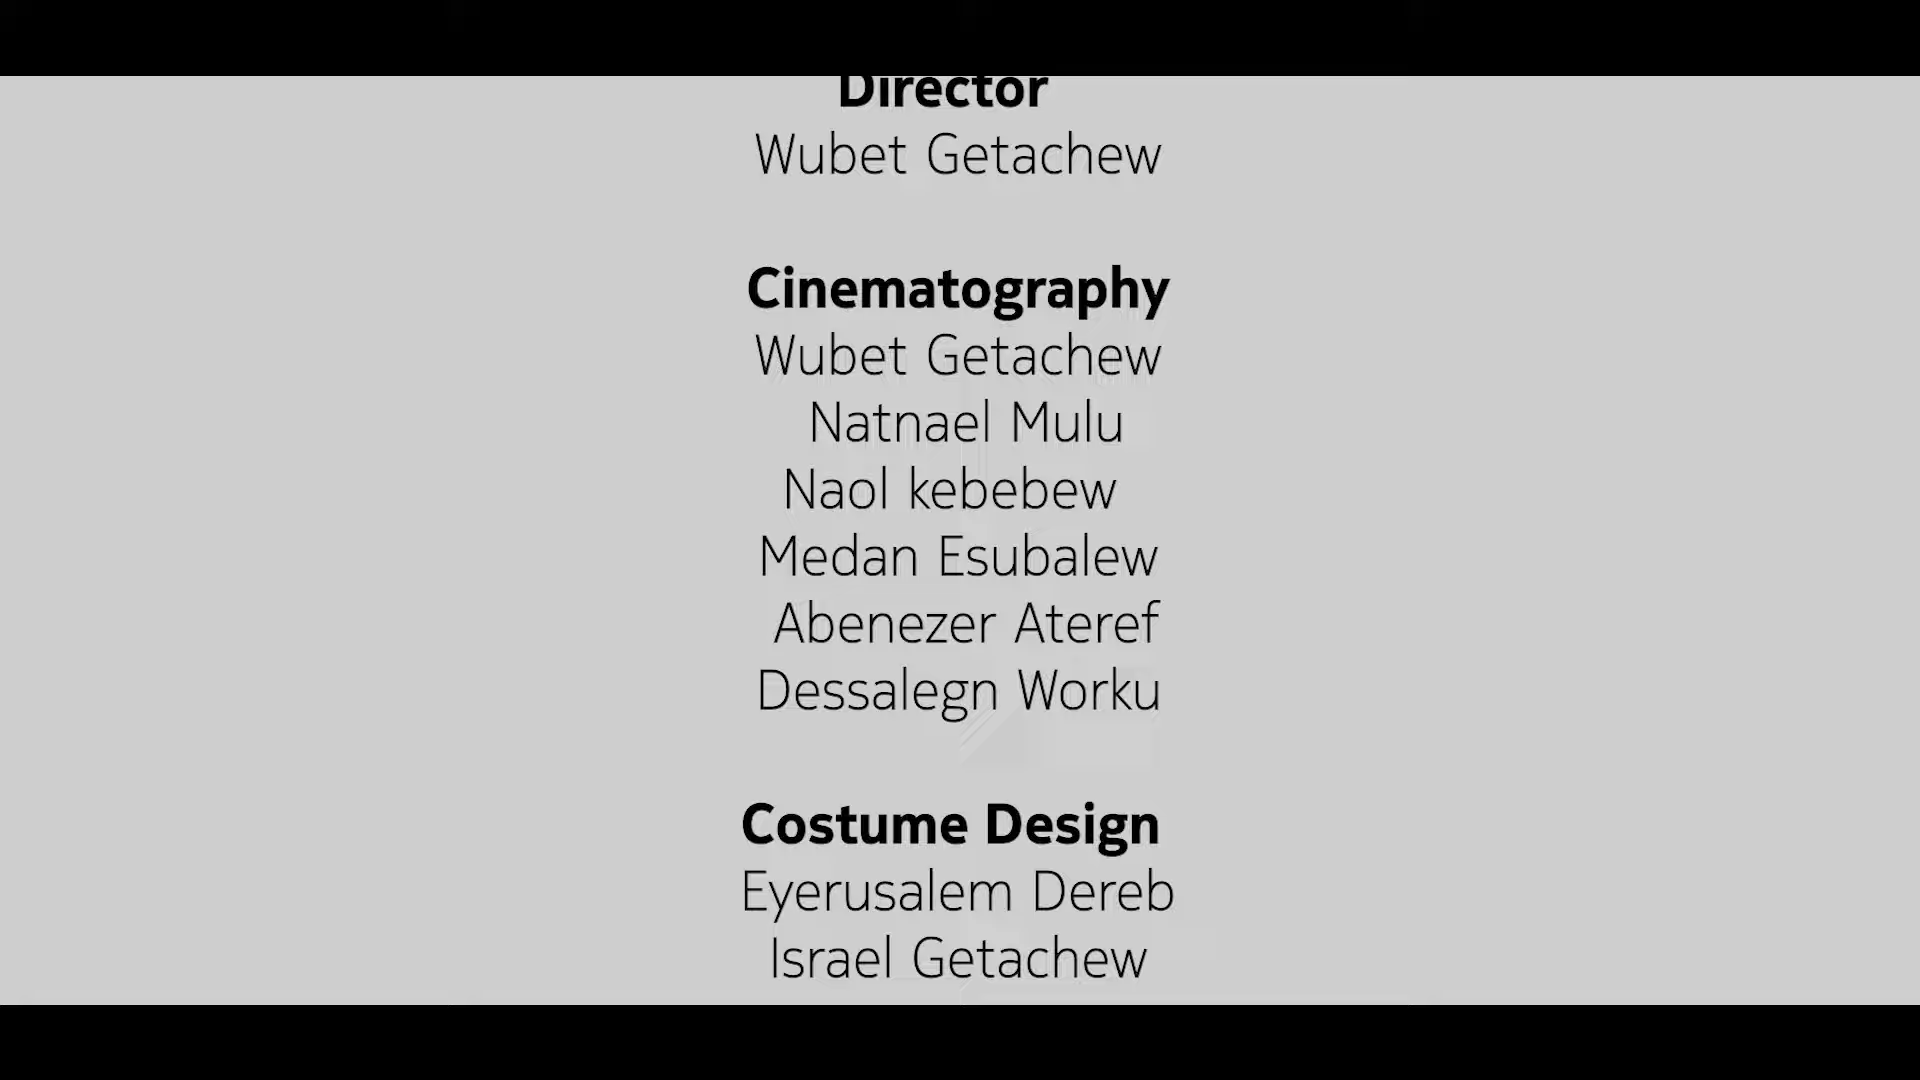 Director
Wubet Getachew
Cinematography
Wubet Getachew
Natnael Mulu
Naol kebebew
Medan Esubalew
Abenezer Ateref
Dessalegn Worku
Costume Design
Eyerusalem Dereb
Israel Getachew